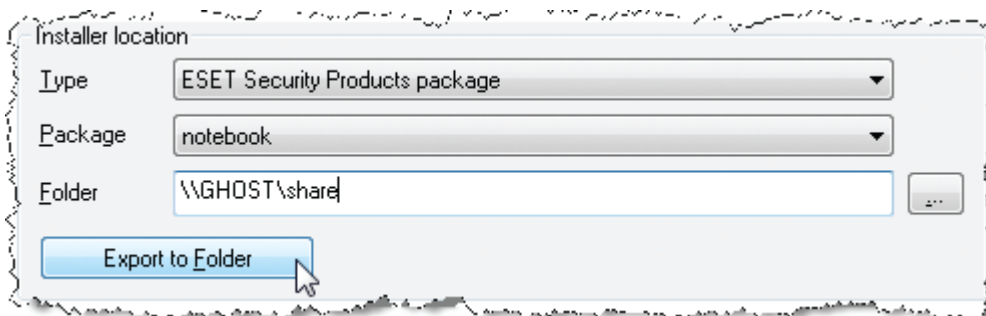 Installer location
Type ESET Security Products package
Package notebook
Folder \\GHOST\share
...
Export to Folder